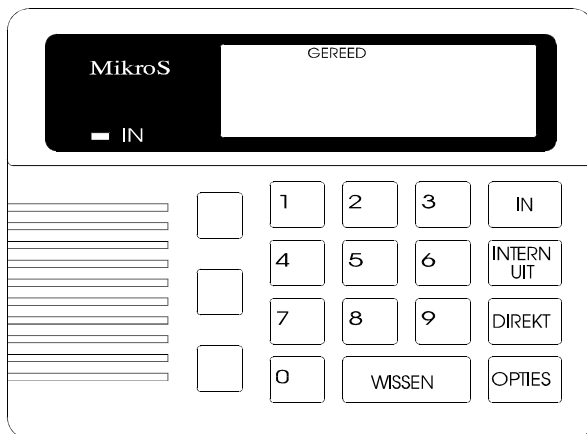 GEREED
MikroS
IN
1 2 3 IN
4 5 6 INTERN
UIT
7 8 9 DIREKT
0 WISSEN OPTIES